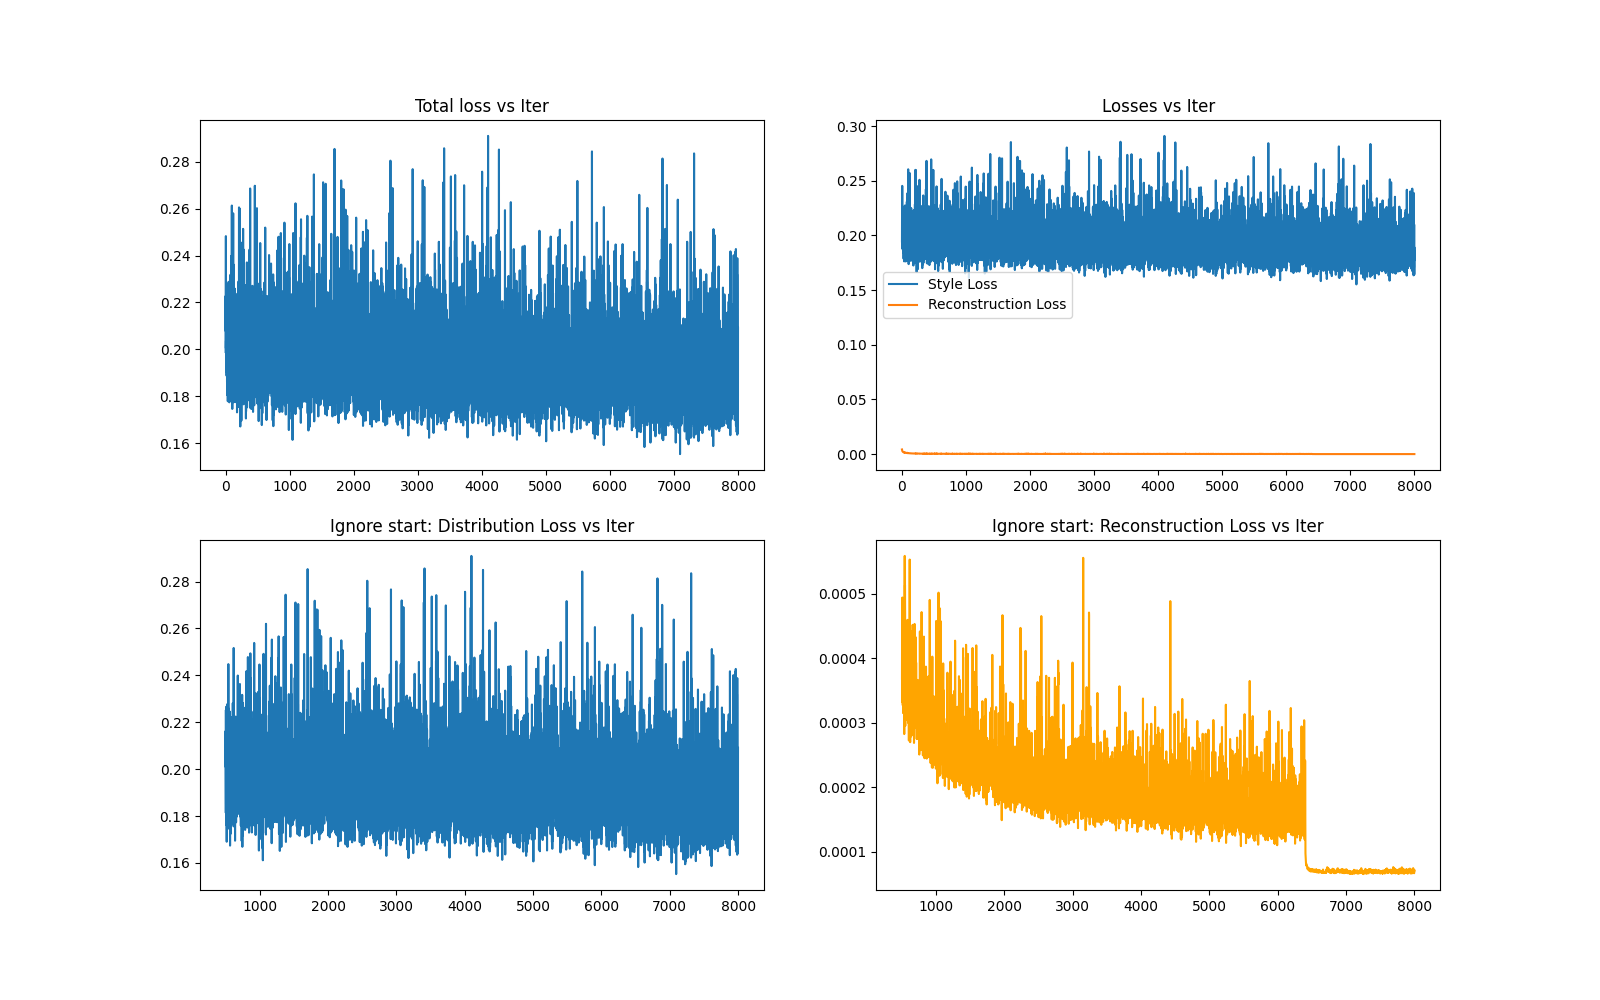 Total loss vs Iter
0.28
0.26
0.24
0.22
0.20
0.18
0.16
0 1000 2000 3000 4000 5000 6000 7000 8000
Losses vs Iter
0.30
0.25
0.20
0.15
0.10
0.05
0.00
Style Loss
Reconstruction Loss
0 1000 2000 3000 4000 5000 6000 7000 8000
Ignore start: Distribution Loss vs Iter
0.28
0.26
0.24
0.22
0.20
0.18
0.16
1000 2000 3000 4000 5000 6000 7000 8000
Ignore start: Reconstruction Loss vs Iter
0.0005
0.0004
0.0003
0.0002
0.0001
1000 2000 3000 4000 5000 6000 7000 8000